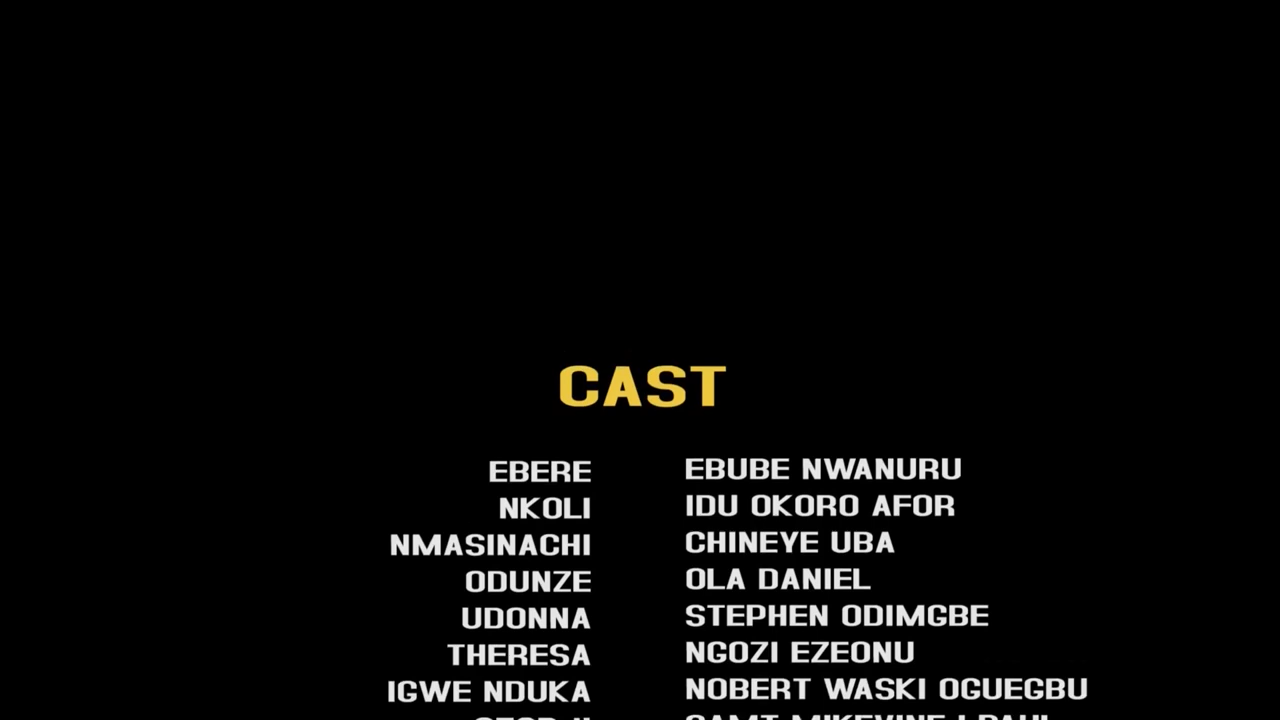 CAST
EBERE EBUBE NWANURU
NKOLI IDU OKORO AFOR
NMASINACHI CHINEYE UBA
ODUNZE OLA DANIEL
UDONNA STEPHEN ODIMGBE
THERESA NGOZI EZEONU
IGWE NDUKA NOBERT WASKI OGUEGBU